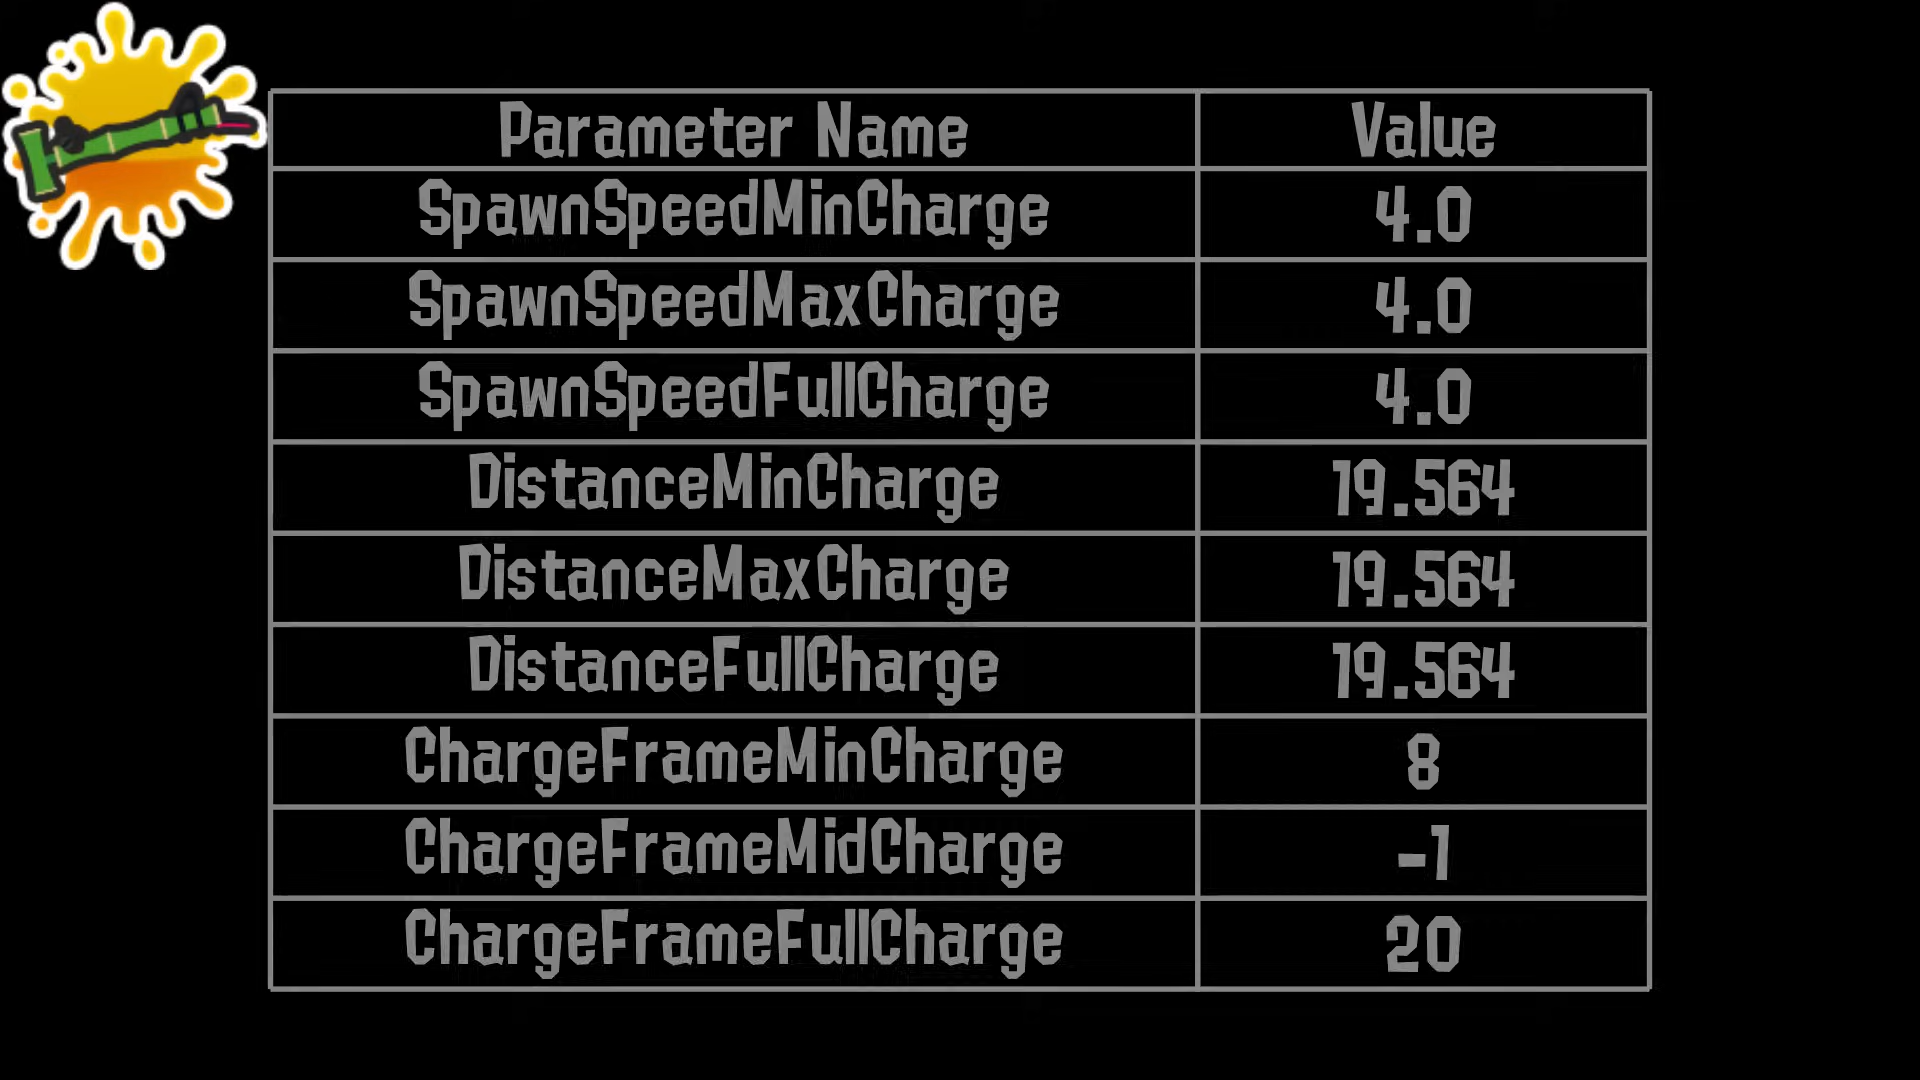 Parameter Name Value
SpawnSpeedMinCharge 4.0
SpawnSpeedMaxCharge 4.0
SpawnSpeedFullCharge 4.0
DistanceMinCharge 19.564
DistanceMaxCharge 19.564
DistanceFullCharge 19.564
ChargeFrameMinCharge 8
ChargeFrameMidCharge -1
ChargeFrameFullCharge 20